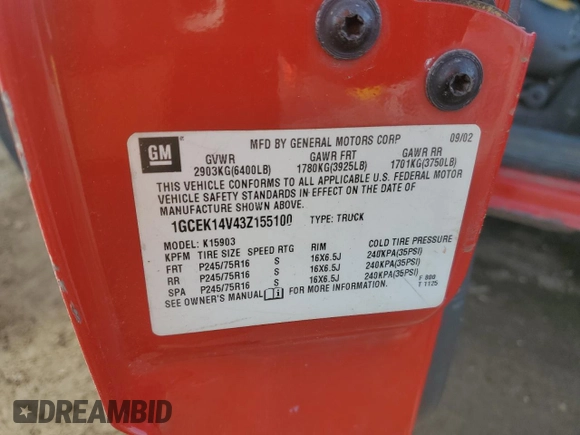 GM
MFD BY GENERAL MOTORS CORP 09/02
GVWR GAWR FRT GAWR RR
2903KG(6400LB) 1780KG(3925LB) 1701KG(3750LB)
THIS VEHICLE CONFORMS TO ALL APPLICABLE U.S. FEDERAL MOTOR
VEHICLE SAFETY STANDARDS IN EFFECT ON THE DATE OF
MANUFACTURE SHOWN ABOVE.
1GCEK14V43Z155100 TYPE: TRUCK
MODEL: K15903
KPFM TIRE SIZE SPEED RTG RIM COLD TIRE PRESSURE
FRT P245/75R16 S 16X6.5J 240KPA(35PSI)
RR P245/75R16 S 16X6.5J 240KPA(35PSI)
SPA P245/75R16 S 16X6.5J 240KPA(35PSI)
SEE OWNER'S MANUAL FOR MORE INFORMATION.
F 880
T 1125
DREAMBID